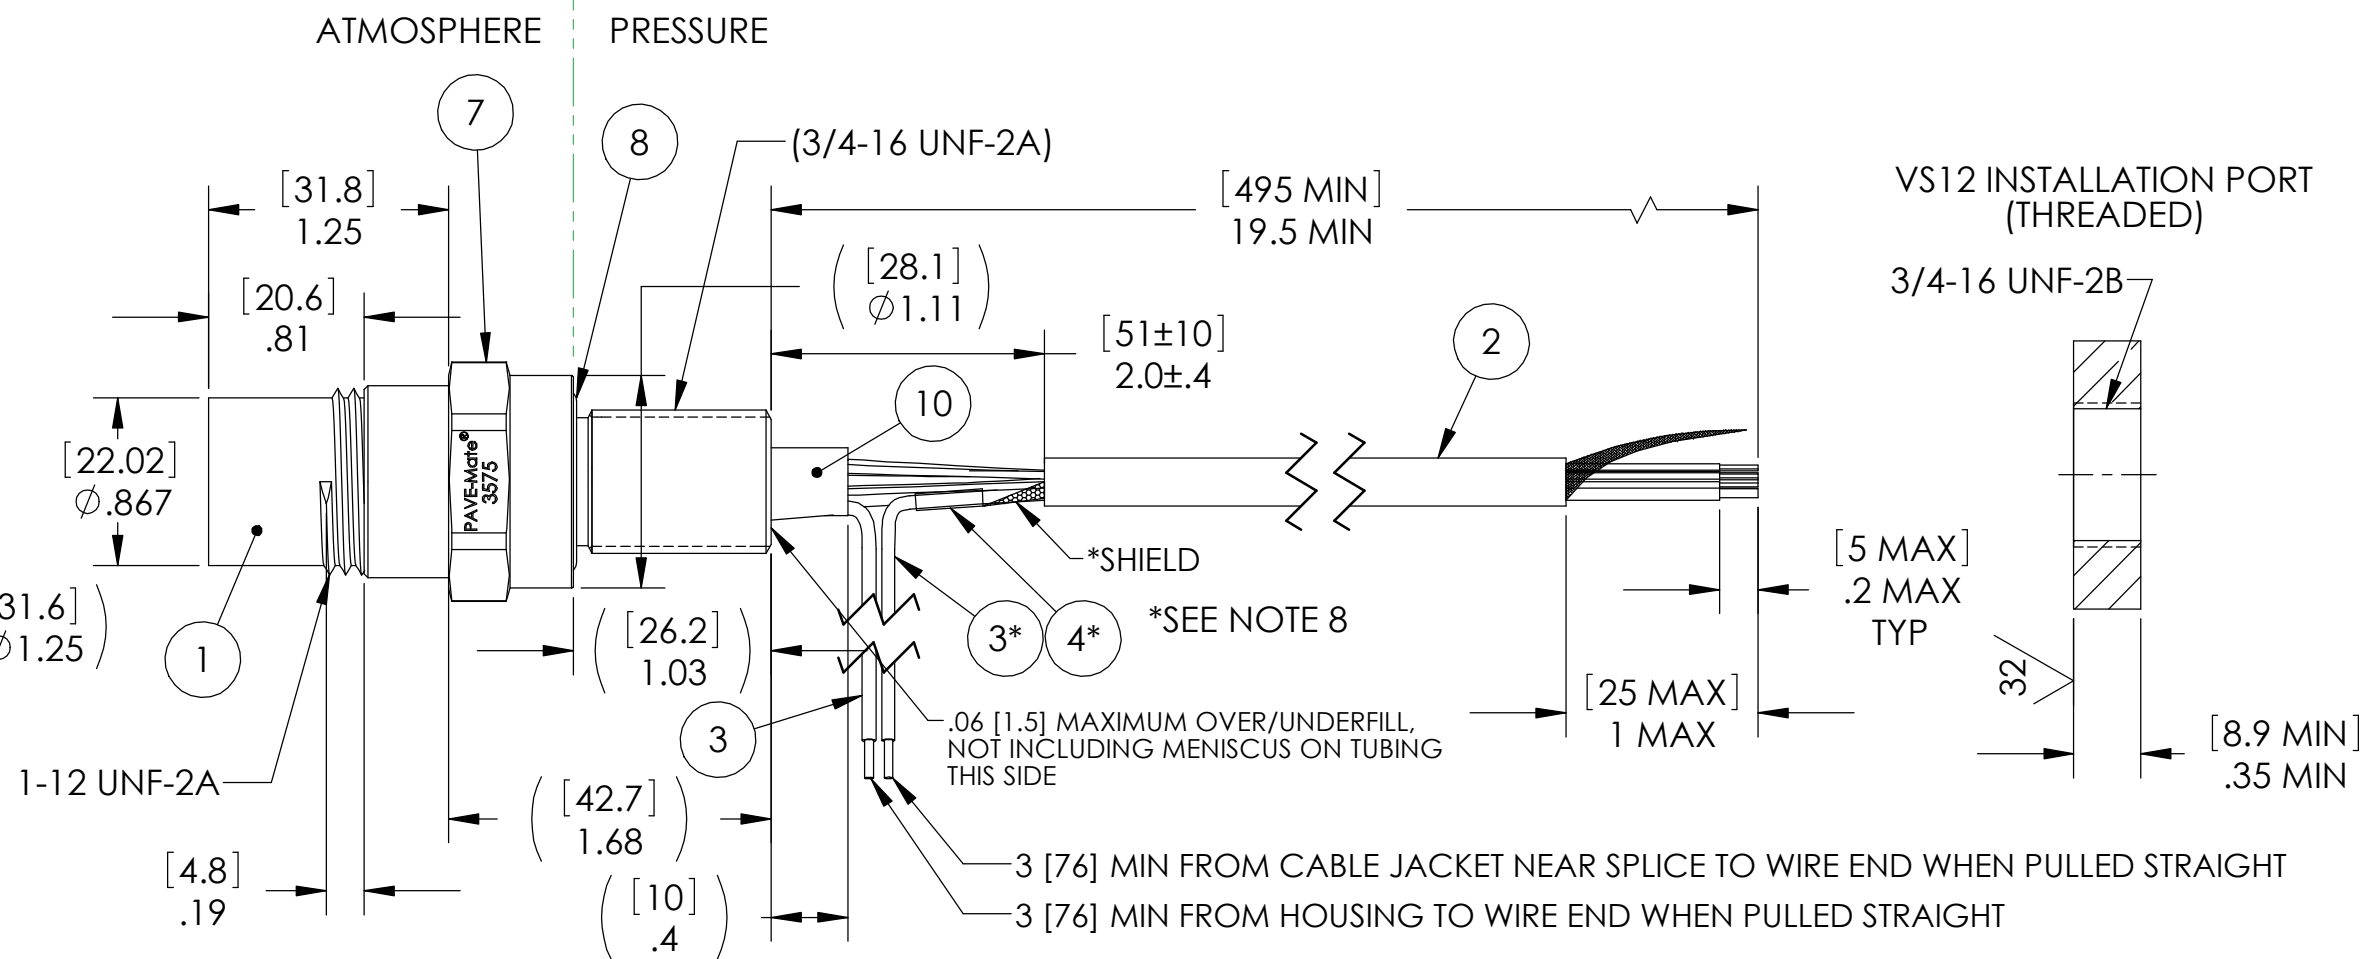 ATMOSPHERE
PRESSURE
7
8
(3/4-16 UNF-2A)
[31.8]
1.25
[495 MIN]
19.5 MIN
VS12 INSTALLATION PORT
(THREADED)
3/4-16 UNF-2B
[20.6]
.81
([28.1]
∅1.11)
[51±10]
2.0±.4
2
10
[22.02]
∅.867
PAVE-Mate®
3575
*SHIELD
*SEE NOTE 8
3*
4*
[5 MAX]
.2 MAX
TYP
31.6]
∅1.25)
1
([26.2]
1.03)
32
[25 MAX]
1 MAX
3
.06 [1.5] MAXIMUM OVER/UNDERFILL,
NOT INCLUDING MENISCUS ON TUBING
THIS SIDE
[8.9 MIN]
.35 MIN
1-12 UNF-2A
([42.7]
1.68)
3 [76] MIN FROM CABLE JACKET NEAR SPLICE TO WIRE END WHEN PULLED STRAIGHT
[4.8]
.19
([10]
.4)
3 [76] MIN FROM HOUSING TO WIRE END WHEN PULLED STRAIGHT